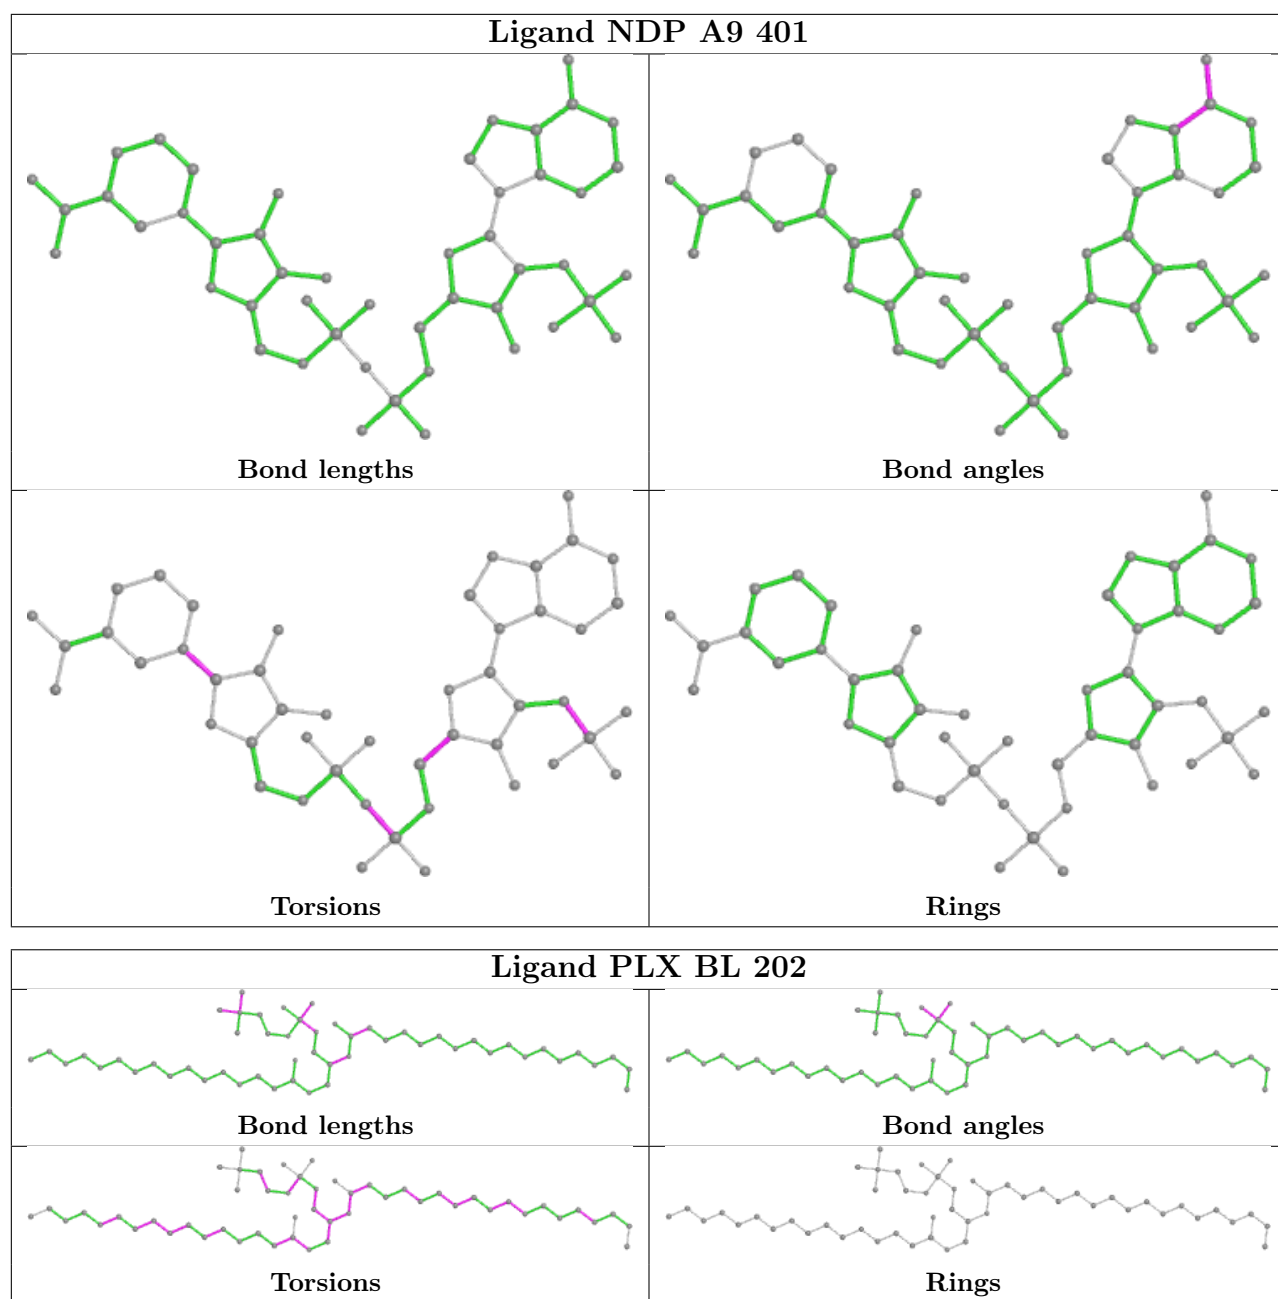 Ligand NDP A9 401
Bond lengths
Bond angles
Torsions
Rings
Ligand PLX BL 202
Bond lengths
Bond angles
Torsions
Rings